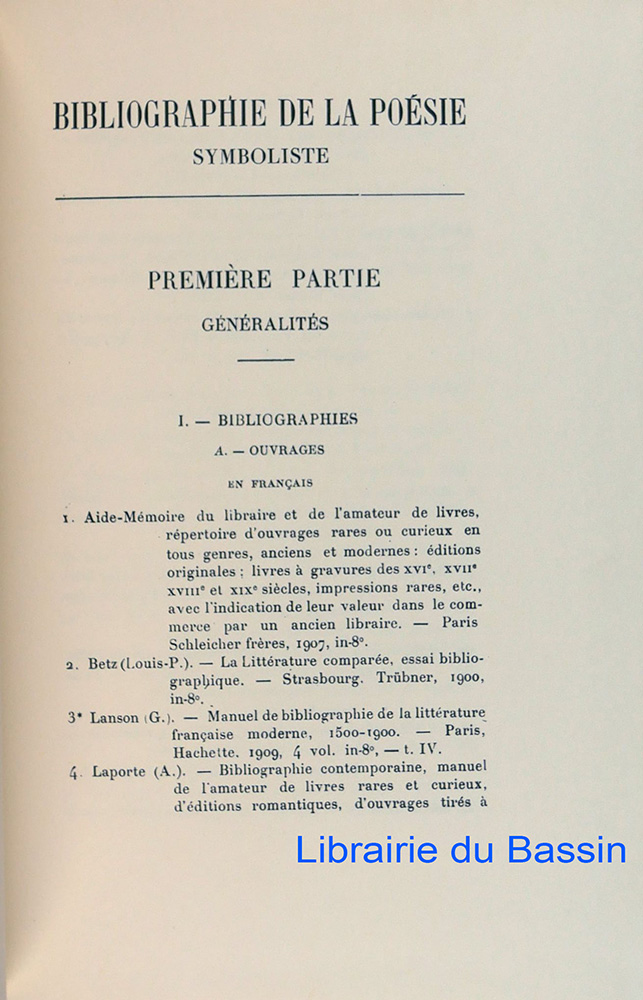 BIBLIOGRAPHIE DE LA POÉSIE
SYMBOLISTE
PREMIÈRE PARTIE
GÉNÉRALITÉS
I. — BIBLIOGRAPHIES
A. — OUVRAGES
EN FRANÇAIS
1. Aide-Mémoire du libraire et de l'amateur de livres,
répertoire d'ouvrages rares ou curieux en
tous genres, anciens et modernes : éditions
originales ; livres à gravures des XVIe, XVIIe
XVIIIe et XIXe siècles, impressions rares, etc.,
avec l'indication de leur valeur dans le com-
merce par un ancien libraire. — Paris
Schleicher frères, 1907, in-8°.
2. Betz (Louis-P.). — La Littérature comparée, essai biblio-
graphique. — Strasbourg. Trübner, 1900,
in-8°.
3* Lanson (G.). — Manuel de bibliographie de la littérature
française moderne, 1500-1900. — Paris,
Hachette. 1909, 4 vol. in-8°, — t. IV.
4. Laporte (A.). — Bibliographie contemporaine, manuel
de l'amateur de livres rares et curieux,
d'éditions romantiques, d'ouvrages tirés à
Librairie du Bassin